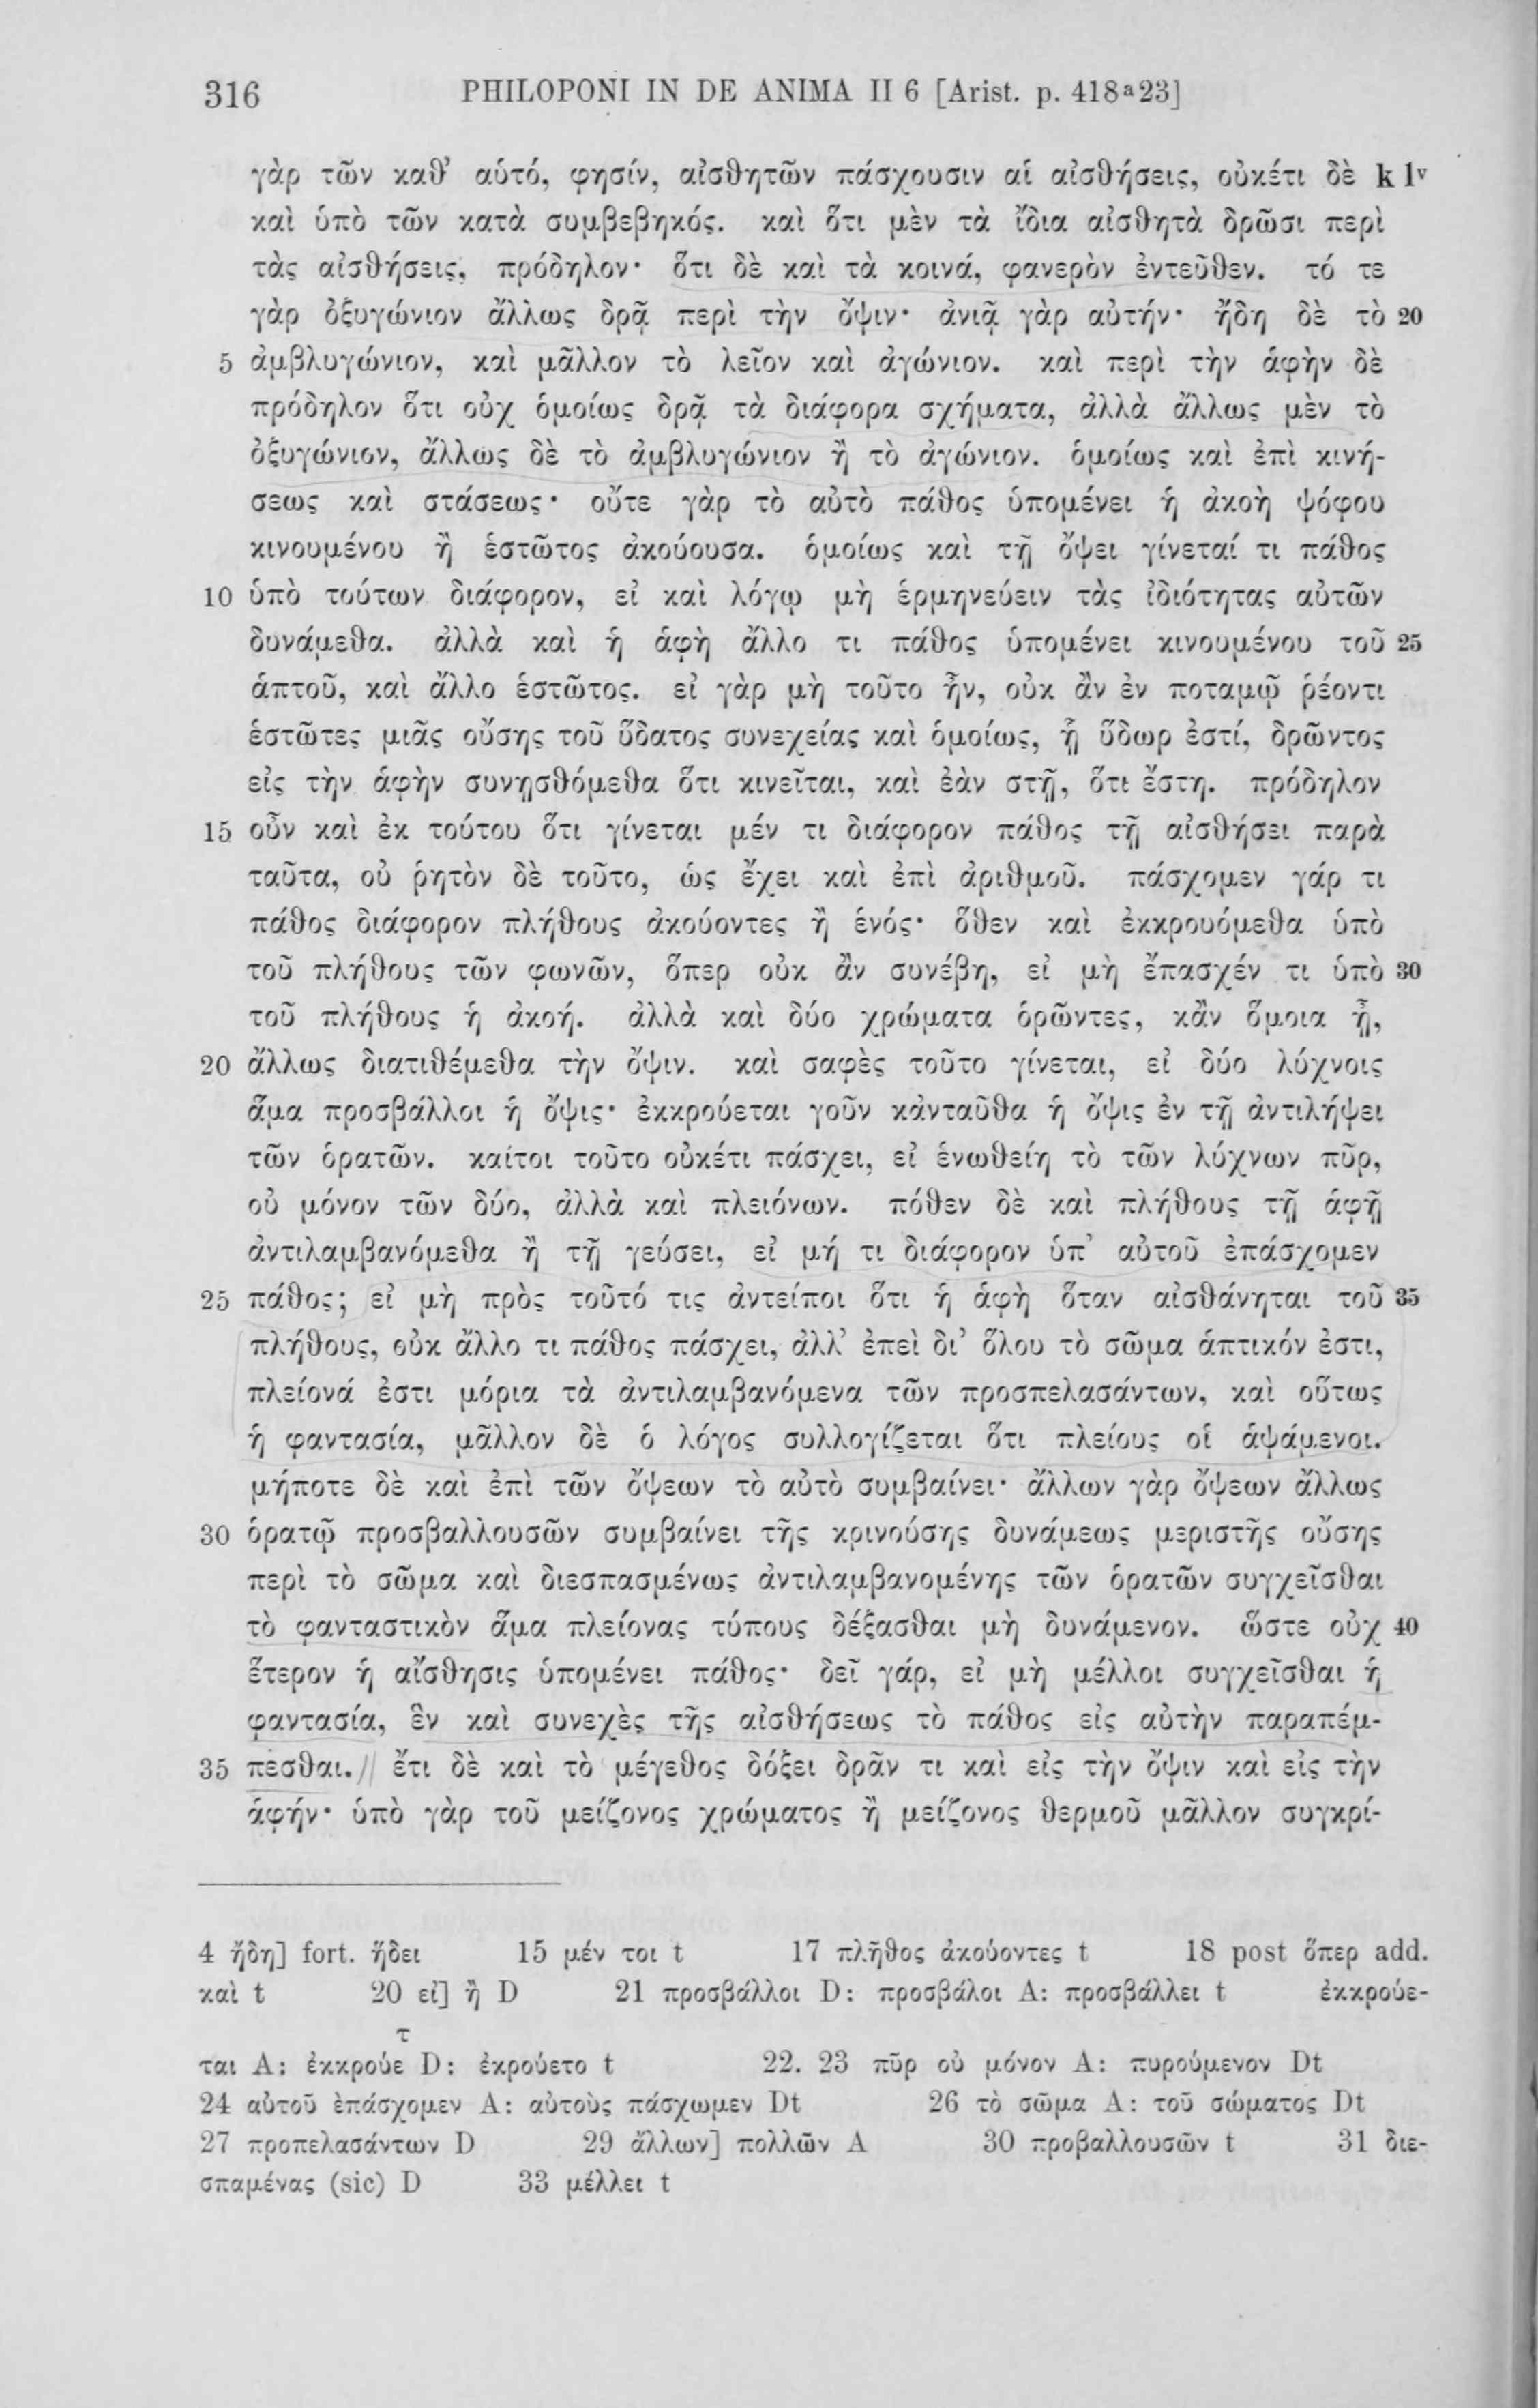 316 PHILOPONI IN DE ANIMA II 6 [Arist. p. 418ª23]
γὰρ τῶν καθ’ αὑτό, φησίν, αἰσθητῶν πάσχουσιν αἱ αἰσθήσεις, οὐκέτι δὲ k 1ᵛ
καὶ ὑπὸ τῶν κατὰ συμβεβηκός. καὶ ὅτι μὲν τὰ ἴδια αἰσθητὰ δρῶσι περὶ
τὰς αἰσθήσεις, πρόδηλον· ὅτι δὲ καὶ τὰ κοινά, φανερὸν ἐντεῦθεν. τό τε
γὰρ ὀξυγώνιον ἄλλως δρᾷ περὶ τὴν ὄψιν· ἀνιᾷ γὰρ αὐτήν· ἤδη δὲ τὸ 20
5 ἀμβλυγώνιον, καὶ μᾶλλον τὸ λεῖον καὶ ἀγώνιον. καὶ περὶ τὴν ἁφὴν δὲ
πρόδηλον ὅτι οὐχ ὁμοίως δρᾷ τὰ διάφορα σχήματα, ἀλλὰ ἄλλως μὲν τὸ
ὀξυγώνιον, ἄλλως δὲ τὸ ἀμβλυγώνιον ἢ τὸ ἀγώνιον. ὁμοίως καὶ ἐπὶ κινή-
σεως καὶ στάσεως· οὔτε γὰρ τὸ αὐτὸ πάθος ὑπομένει ἡ ἀκοὴ ψόφου
κινουμένου ἢ ἑστῶτος ἀκούουσα. ὁμοίως καὶ τῇ ὄψει γίνεταί τι πάθος
10 ὑπὸ τούτων διάφορον, εἰ καὶ λόγῳ μὴ ἑρμηνεύειν τὰς ἰδιότητας αὐτῶν
δυνάμεθα. ἀλλὰ καὶ ἡ ἁφὴ ἄλλο τι πάθος ὑπομένει κινουμένου τοῦ 25
ἁπτοῦ, καὶ ἄλλο ἑστῶτος. εἰ γὰρ μὴ τοῦτο ἦν, οὐκ ἂν ἐν ποταμῷ ῥέοντι
ἑστῶτες μιᾶς οὔσης τοῦ ὕδατος συνεχείας καὶ ὁμοίως, ᾗ ὕδωρ ἐστί, δρῶντος
εἰς τὴν ἁφὴν συνῃσθόμεθα ὅτι κινεῖται, καὶ ἐὰν στῇ, ὅτι ἔστη. πρόδηλον
15 οὖν καὶ ἐκ τούτου ὅτι γίνεται μέν τι διάφορον πάθος τῇ αἰσθήσει παρὰ
ταῦτα, οὐ ῥητὸν δὲ τοῦτο, ὡς ἔχει καὶ ἐπὶ ἀριθμοῦ. πάσχομεν γάρ τι
πάθος διάφορον πλήθους ἀκούοντες ἢ ἑνός· ὅθεν καὶ ἐκκρουόμεθα ὑπὸ
τοῦ πλήθους τῶν φωνῶν, ὅπερ οὐκ ἂν συνέβη, εἰ μὴ ἔπασχέν τι ὑπὸ 30
τοῦ πλήθους ἡ ἀκοή. ἀλλὰ καὶ δύο χρώματα ὁρῶντες, κἂν ὅμοια ᾖ,
20 ἄλλως διατιθέμεθα τὴν ὄψιν. καὶ σαφὲς τοῦτο γίνεται, εἰ δύο λύχνοις
ἅμα προσβάλλοι ἡ ὄψις· ἐκκρούεται γοῦν κἀνταῦθα ἡ ὄψις ἐν τῇ ἀντιλήψει
τῶν ὁρατῶν. καίτοι τοῦτο οὐκέτι πάσχει, εἰ ἑνωθείη τὸ τῶν λύχνων πῦρ,
οὐ μόνον τῶν δύο, ἀλλὰ καὶ πλειόνων. πόθεν δὲ καὶ πλήθους τῇ ἁφῇ
ἀντιλαμβανόμεθα ἢ τῇ γεύσει, εἰ μή τι διάφορον ὑπ’ αὐτοῦ ἐπάσχομεν
25 πάθος; εἰ μὴ πρὸς τοῦτό τις ἀντείποι ὅτι ἡ ἁφὴ ὅταν αἰσθάνηται τοῦ 35
πλήθους, οὐκ ἄλλο τι πάθος πάσχει, ἀλλ’ ἐπεὶ δι’ ὅλου τὸ σῶμα ἁπτικόν ἐστι,
πλείονά ἐστι μόρια τὰ ἀντιλαμβανόμενα τῶν προσπελασάντων, καὶ οὕτως
ἡ φαντασία, μᾶλλον δὲ ὁ λόγος συλλογίζεται ὅτι πλείους οἱ ἁψάμενοι.
μήποτε δὲ καὶ ἐπὶ τῶν ὄψεων τὸ αὐτὸ συμβαίνει· ἄλλων γὰρ ὄψεων ἄλλως
30 ὁρατῷ προσβαλλουσῶν συμβαίνει τῆς κρινούσης δυνάμεως μεριστῆς οὔσης
περὶ τὸ σῶμα καὶ διεσπασμένως ἀντιλαμβανομένης τῶν ὁρατῶν συγχεῖσθαι
τὸ φανταστικὸν ἅμα πλείονας τύπους δέξασθαι μὴ δυνάμενον. ὥστε οὐχ 40
ἕτερον ἡ αἴσθησις ὑπομένει πάθος· δεῖ γάρ, εἰ μὴ μέλλοι συγχεῖσθαι ἡ
φαντασία, ἓν καὶ συνεχὲς τῆς αἰσθήσεως τὸ πάθος εἰς αὐτὴν παραπέμ-
35 πεσθαι. ἔτι δὲ καὶ τὸ μέγεθος δόξει δρᾶν τι καὶ εἰς τὴν ὄψιν καὶ εἰς τὴν
ἁφήν· ὑπὸ γὰρ τοῦ μείζονος χρώματος ἢ μείζονος θερμοῦ μᾶλλον συγκρί-
4 ἤδη] fort. ἥδει 15 μέν τοι t 17 πλῆθος ἀκούοντες t 18 post ὅπερ add.
καὶ t 20 εἰ] ἢ D 21 προσβάλλοι D: προσβάλοι A: προσβάλλει t ἐκκρούε-
τ
ται A: ἐκκρούε D: ἐκρούετο t 22. 23 πῦρ οὐ μόνον A: πυρούμενον Dt
24 αὐτοῦ ἐπάσχομεν A: αὐτοὺς πάσχωμεν Dt 26 τὸ σῶμα A: τοῦ σώματος Dt
27 προπελασάντων D 29 ἄλλων] πολλῶν A 30 προβαλλουσῶν t 31 διε-
σπαμένας (sic) D 33 μέλλει t